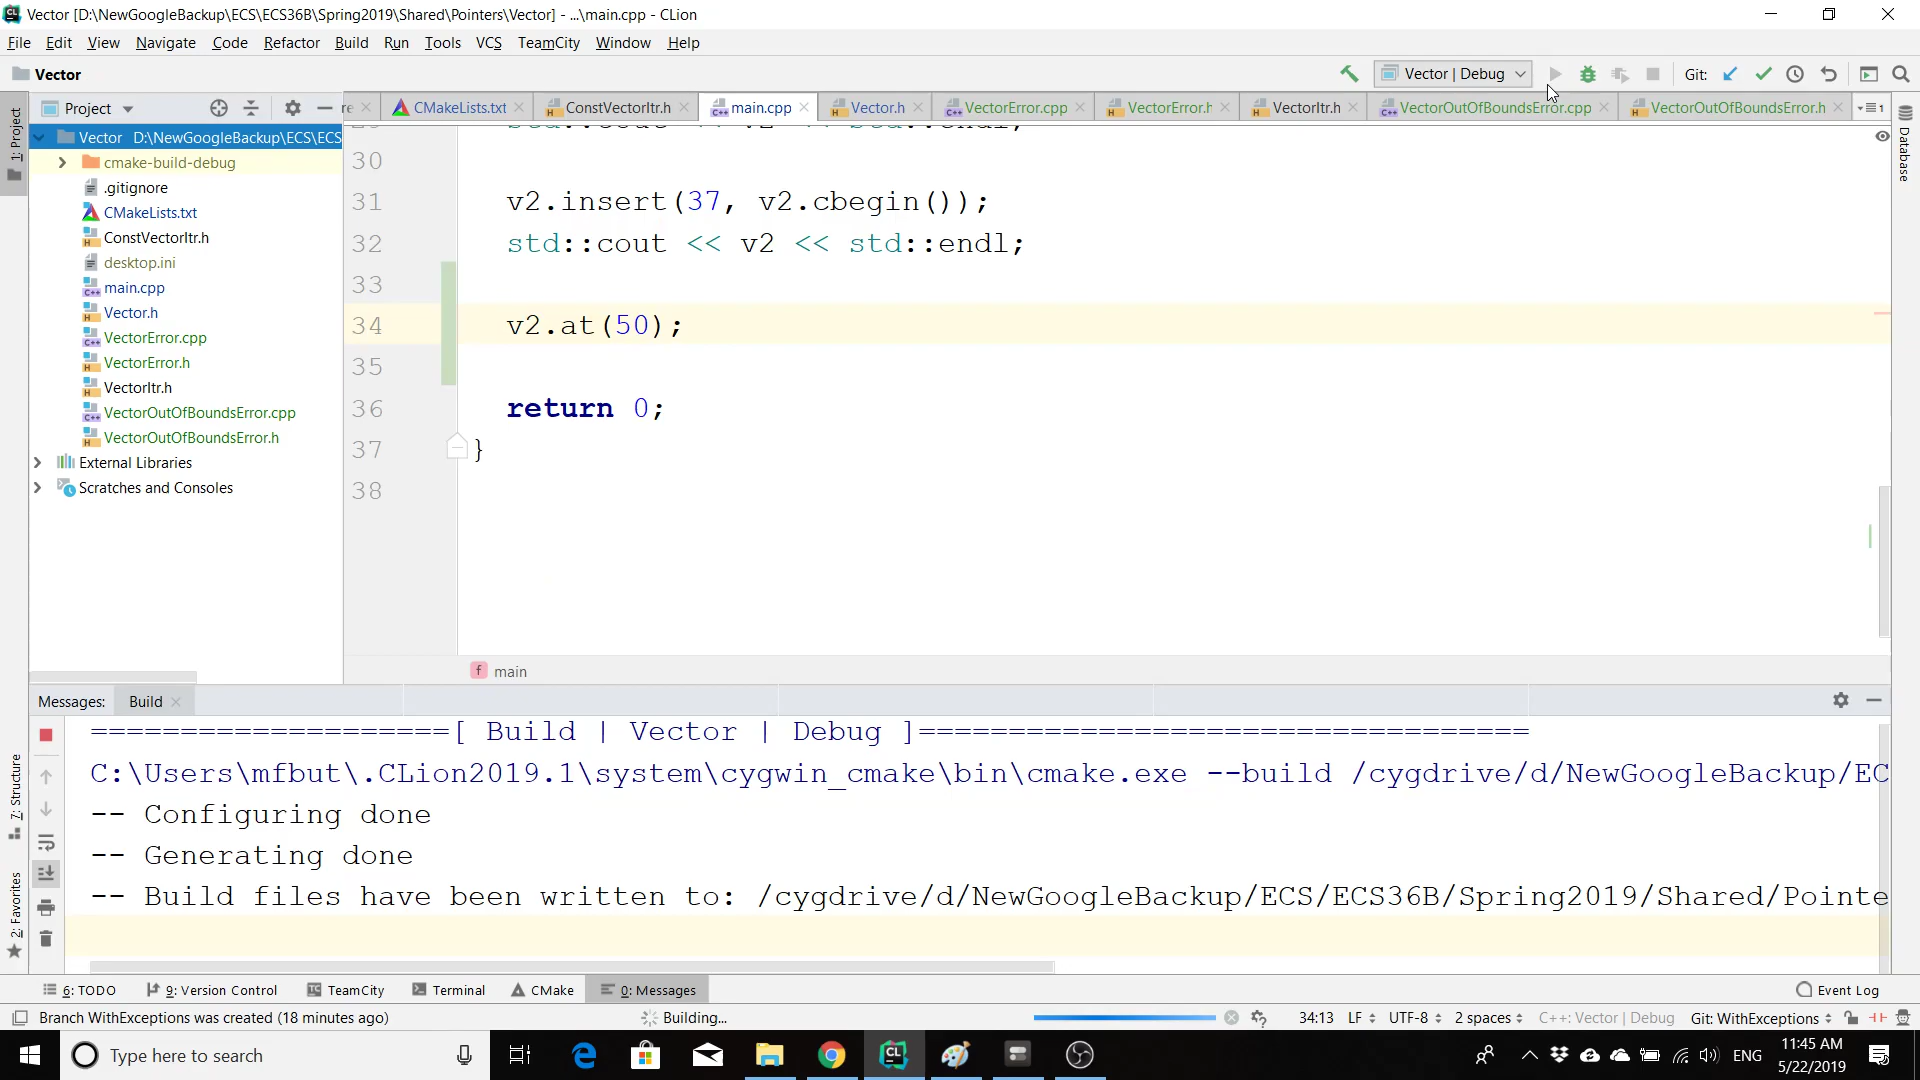 Vector [D:\NewGoogleBackup\ECS\ECS36B\Spring2019\Shared\Pointers\Vector] - ...\main.cpp - CLion
File Edit View Navigate Code Refactor Build Run Tools VCS TeamCity Window Help
Vector
Vector | Debug
Git:
Project
re
CMakeLists.txt
ConstVectorItr.h
main.cpp
Vector.h
VectorError.cpp
VectorError.h
VectorItr.h
VectorOutOfBoundsError.cpp
VectorOutOfBoundsError.h
1
1: Project
Database
Vector D:\NewGoogleBackup\ECS\ECS
cmake-build-debug
.gitignore
CMakeLists.txt
ConstVectorItr.h
desktop.ini
main.cpp
Vector.h
VectorError.cpp
VectorError.h
VectorItr.h
VectorOutOfBoundsError.cpp
VectorOutOfBoundsError.h
External Libraries
Scratches and Consoles
29 std::cout << v2 << std::endl;
30
31 v2.insert(37, v2.cbegin());
32 std::cout << v2 << std::endl;
33
34 v2.at(50);
35
36 return 0;
37 }
38
f main
Messages: Build
7: Structure
2: Favorites
====================[ Build | Vector | Debug ]==================================
C:\Users\mfbut\.CLion2019.1\system\cygwin_cmake\bin\cmake.exe --build /cygdrive/d/NewGoogleBackup/EC
-- Configuring done
-- Generating done
-- Build files have been written to: /cygdrive/d/NewGoogleBackup/ECS/ECS36B/Spring2019/Shared/Pointe
6: TODO 9: Version Control TeamCity Terminal CMake 0: Messages Event Log
Branch WithExceptions was created (18 minutes ago) Building... 34:13 LF UTF-8 2 spaces C++: Vector | Debug Git: WithExceptions
Type here to search
ENG
11:45 AM
5/22/2019